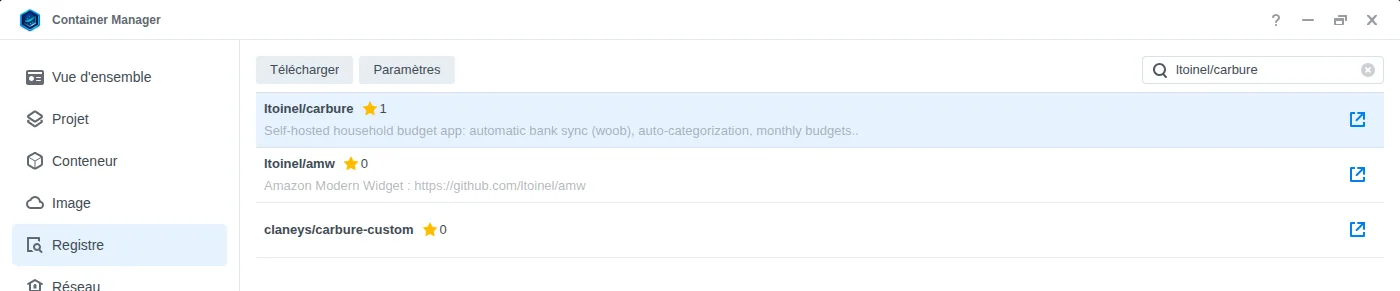 Container Manager
?
Vue d'ensemble
Projet
Conteneur
Image
Registre
Réseau
Télécharger
Paramètres
ltoinel/carbure
ltoinel/carbure 1
Self-hosted household budget app: automatic bank sync (woob), auto-categorization, monthly budgets..
ltoinel/amw 0
Amazon Modern Widget : https://github.com/ltoinel/amw
claneys/carbure-custom 0